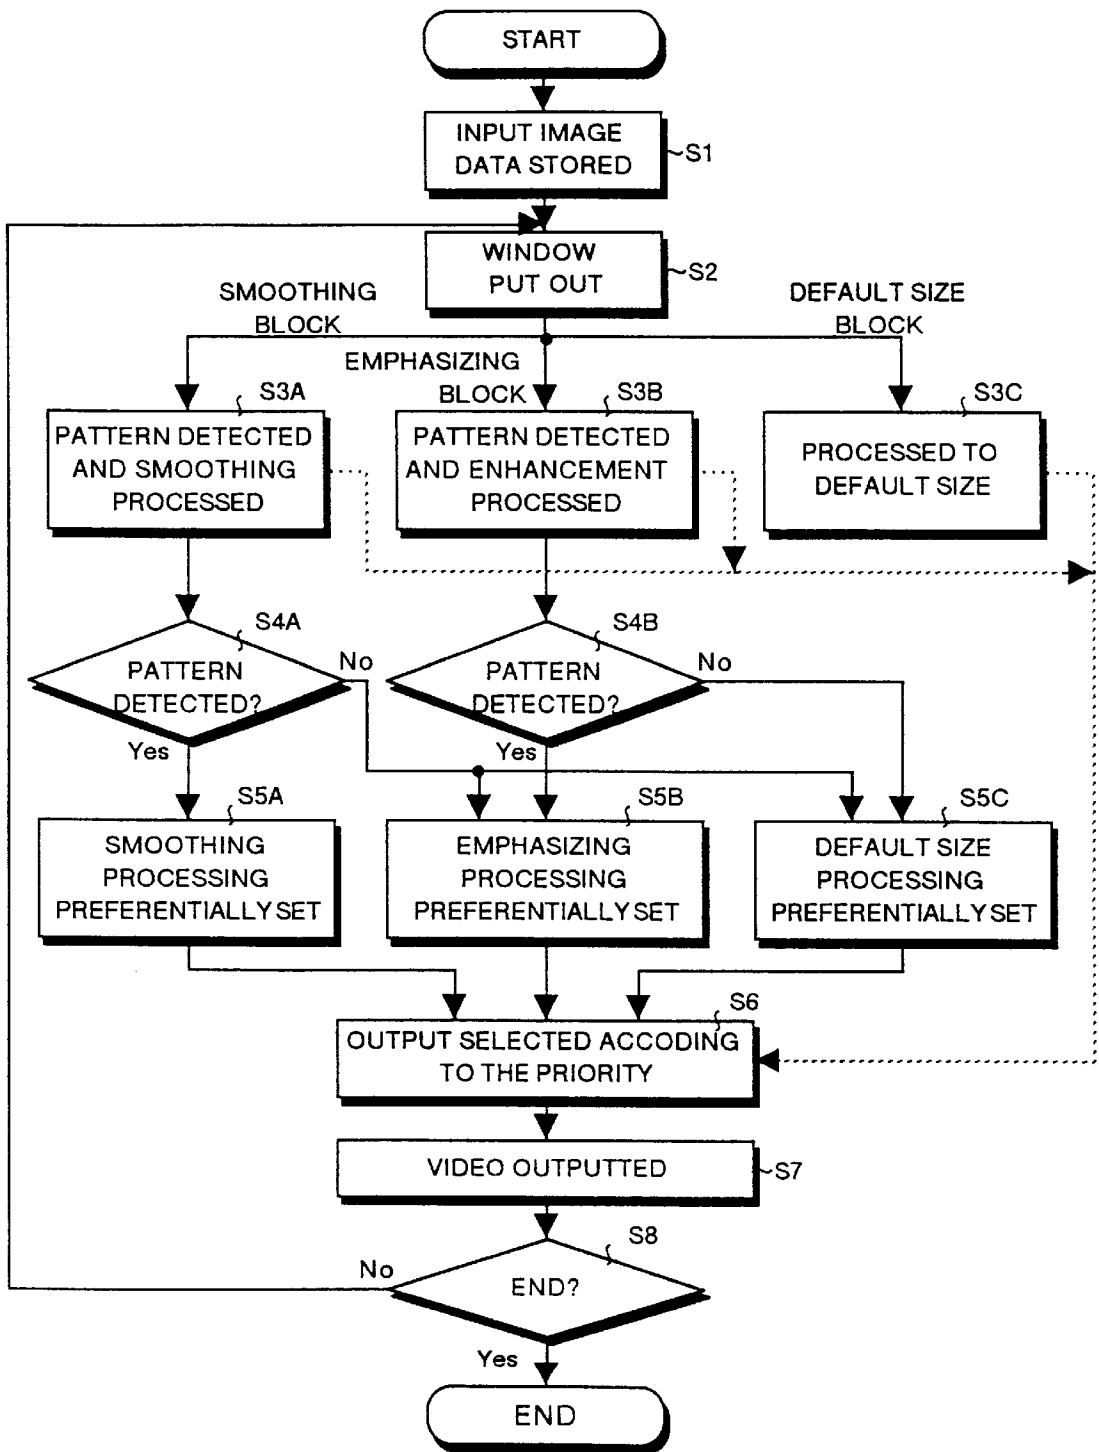 START
INPUT IMAGE
DATA STORED
S1
WINDOW
PUT OUT
S2
SMOOTHING
BLOCK
EMPHASIZING
BLOCK
DEFAULT SIZE
BLOCK
S3A
PATTERN DETECTED
AND SMOOTHING
PROCESSED
S3B
PATTERN DETECTED
AND ENHANCEMENT
PROCESSED
S3C
PROCESSED TO
DEFAULT SIZE
S4A
PATTERN
DETECTED?
No
Yes
S4B
PATTERN
DETECTED?
No
Yes
S5A
SMOOTHING
PROCESSING
PREFERENTIALLY SET
S5B
EMPHASIZING
PROCESSING
PREFERENTIALLY SET
S5C
DEFAULT SIZE
PROCESSING
PREFERENTIALLY SET
S6
OUTPUT SELECTED ACCODING
TO THE PRIORITY
VIDEO OUTPUTTED
S7
S8
END?
No
Yes
END